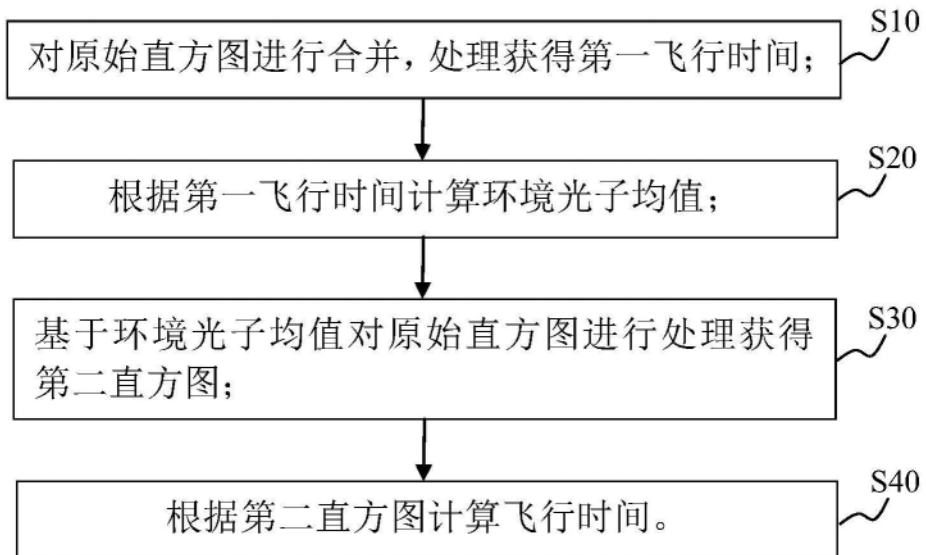 S10
对原始直方图进行合并，处理获得第一飞行时间；
S20
根据第一飞行时间计算环境光子均值；
S30
基于环境光子均值对原始直方图进行处理获得
第二直方图；
S40
根据第二直方图计算飞行时间。